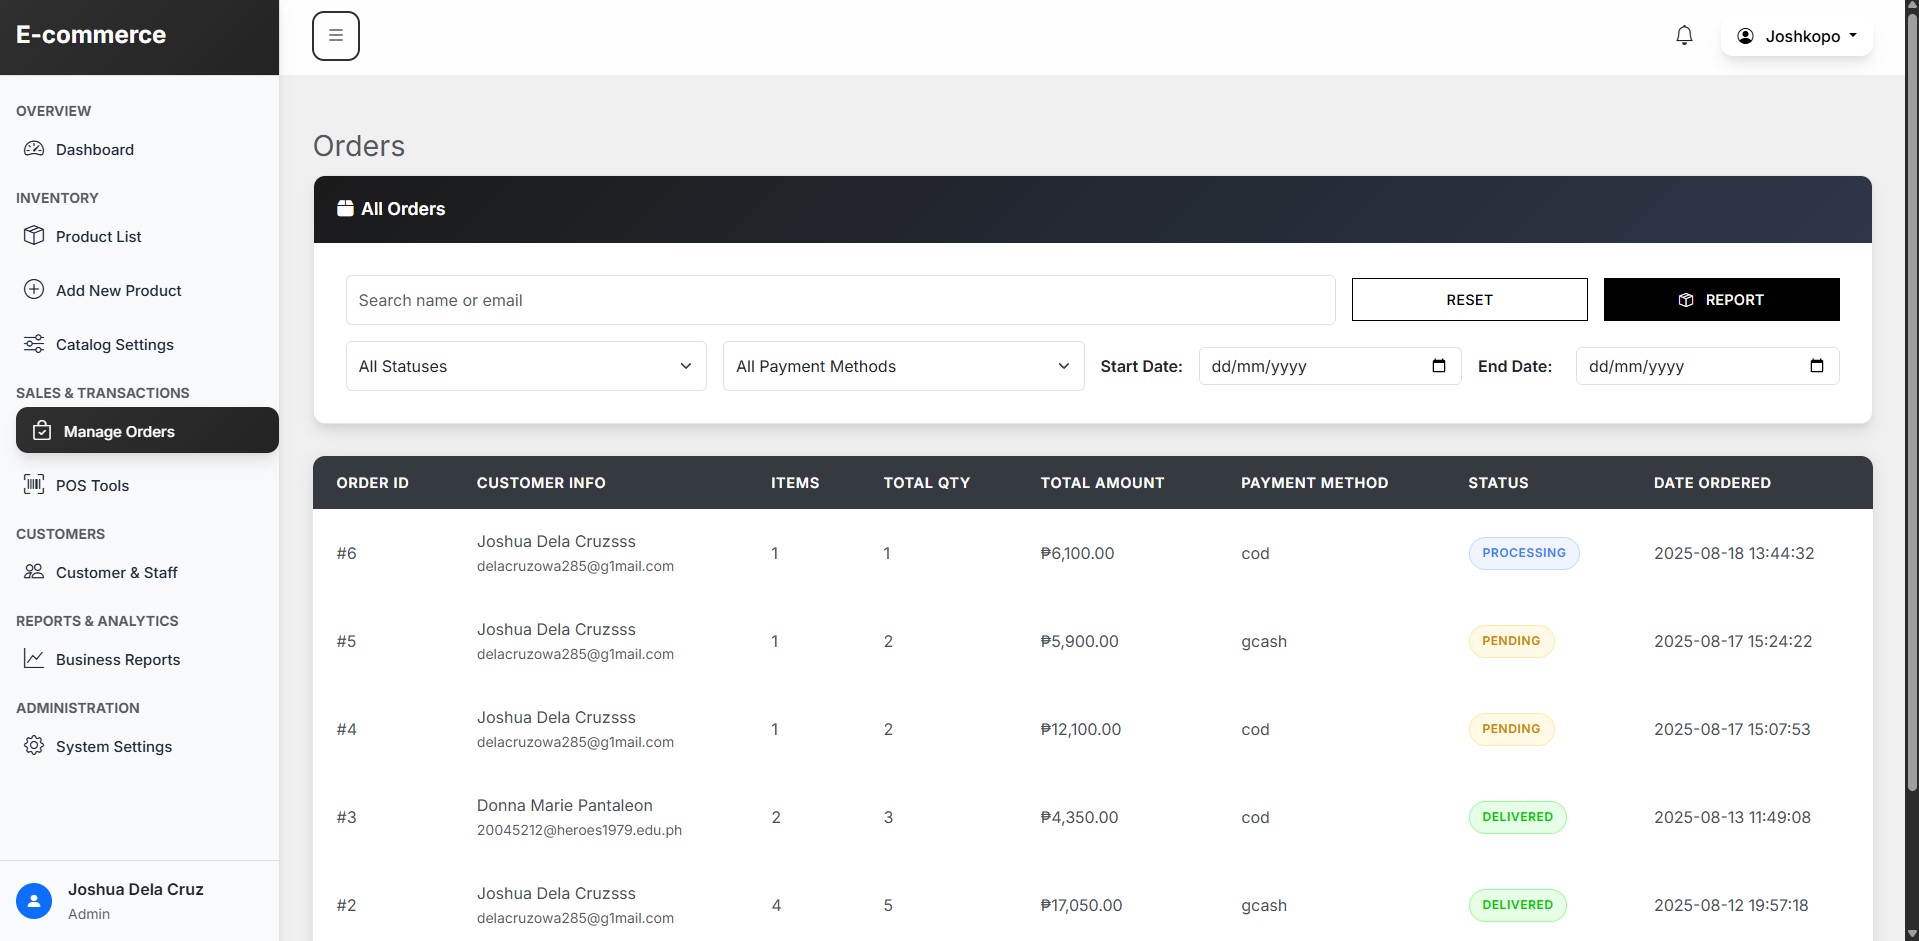 E-commerce
Joshkopo
OVERVIEW
Dashboard
INVENTORY
Product List
Add New Product
Catalog Settings
SALES & TRANSACTIONS
Manage Orders
POS Tools
CUSTOMERS
Customer & Staff
REPORTS & ANALYTICS
Business Reports
ADMINISTRATION
System Settings
Joshua Dela Cruz
Admin
Orders
All Orders
Search name or email
RESET
REPORT
All Statuses
All Payment Methods
Start Date:
dd/mm/yyyy
End Date:
dd/mm/yyyy
ORDER ID CUSTOMER INFO ITEMS TOTAL QTY TOTAL AMOUNT PAYMENT METHOD STATUS DATE ORDERED
#6 Joshua Dela Cruzsss 1 1 ₱6,100.00 cod PROCESSING 2025-08-18 13:44:32
delacruzowa285@g1mail.com
#5 Joshua Dela Cruzsss 1 2 ₱5,900.00 gcash PENDING 2025-08-17 15:24:22
delacruzowa285@g1mail.com
#4 Joshua Dela Cruzsss 1 2 ₱12,100.00 cod PENDING 2025-08-17 15:07:53
delacruzowa285@g1mail.com
#3 Donna Marie Pantaleon 2 3 ₱4,350.00 cod DELIVERED 2025-08-13 11:49:08
20045212@heroes1979.edu.ph
#2 Joshua Dela Cruzsss 4 5 ₱17,050.00 gcash DELIVERED 2025-08-12 19:57:18
delacruzowa285@g1mail.com